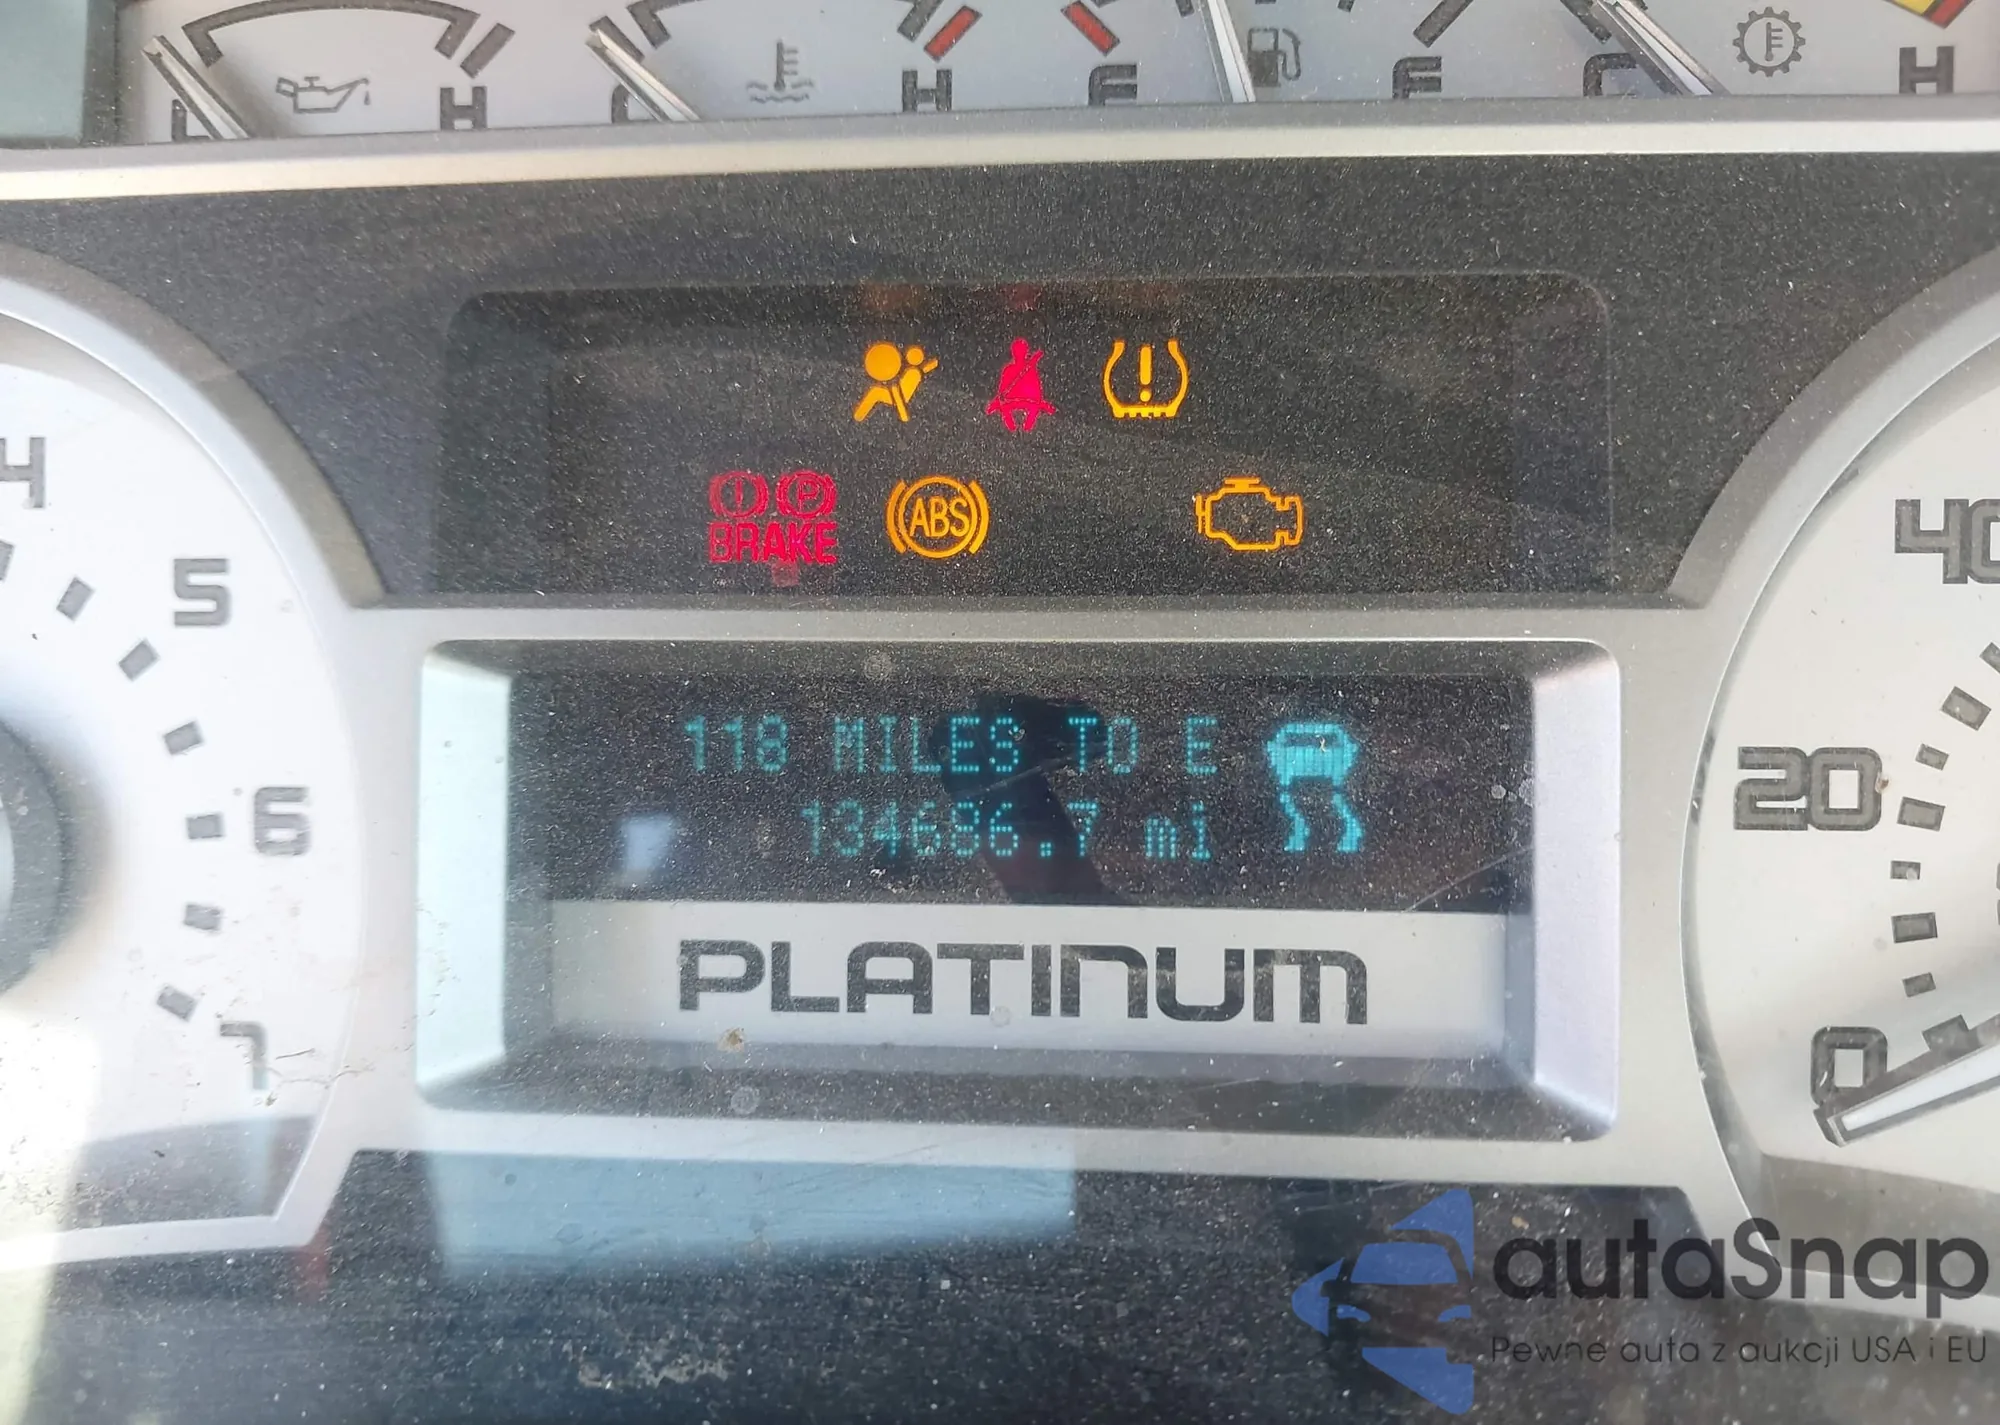 L H C H E F C H
4
5
6
7
BRAKE
P
ABS
118 MILES TO E
134686.7 mi
PLATINUM
40
20
0
autaSnap
Pewne auta z aukcji USA i EU